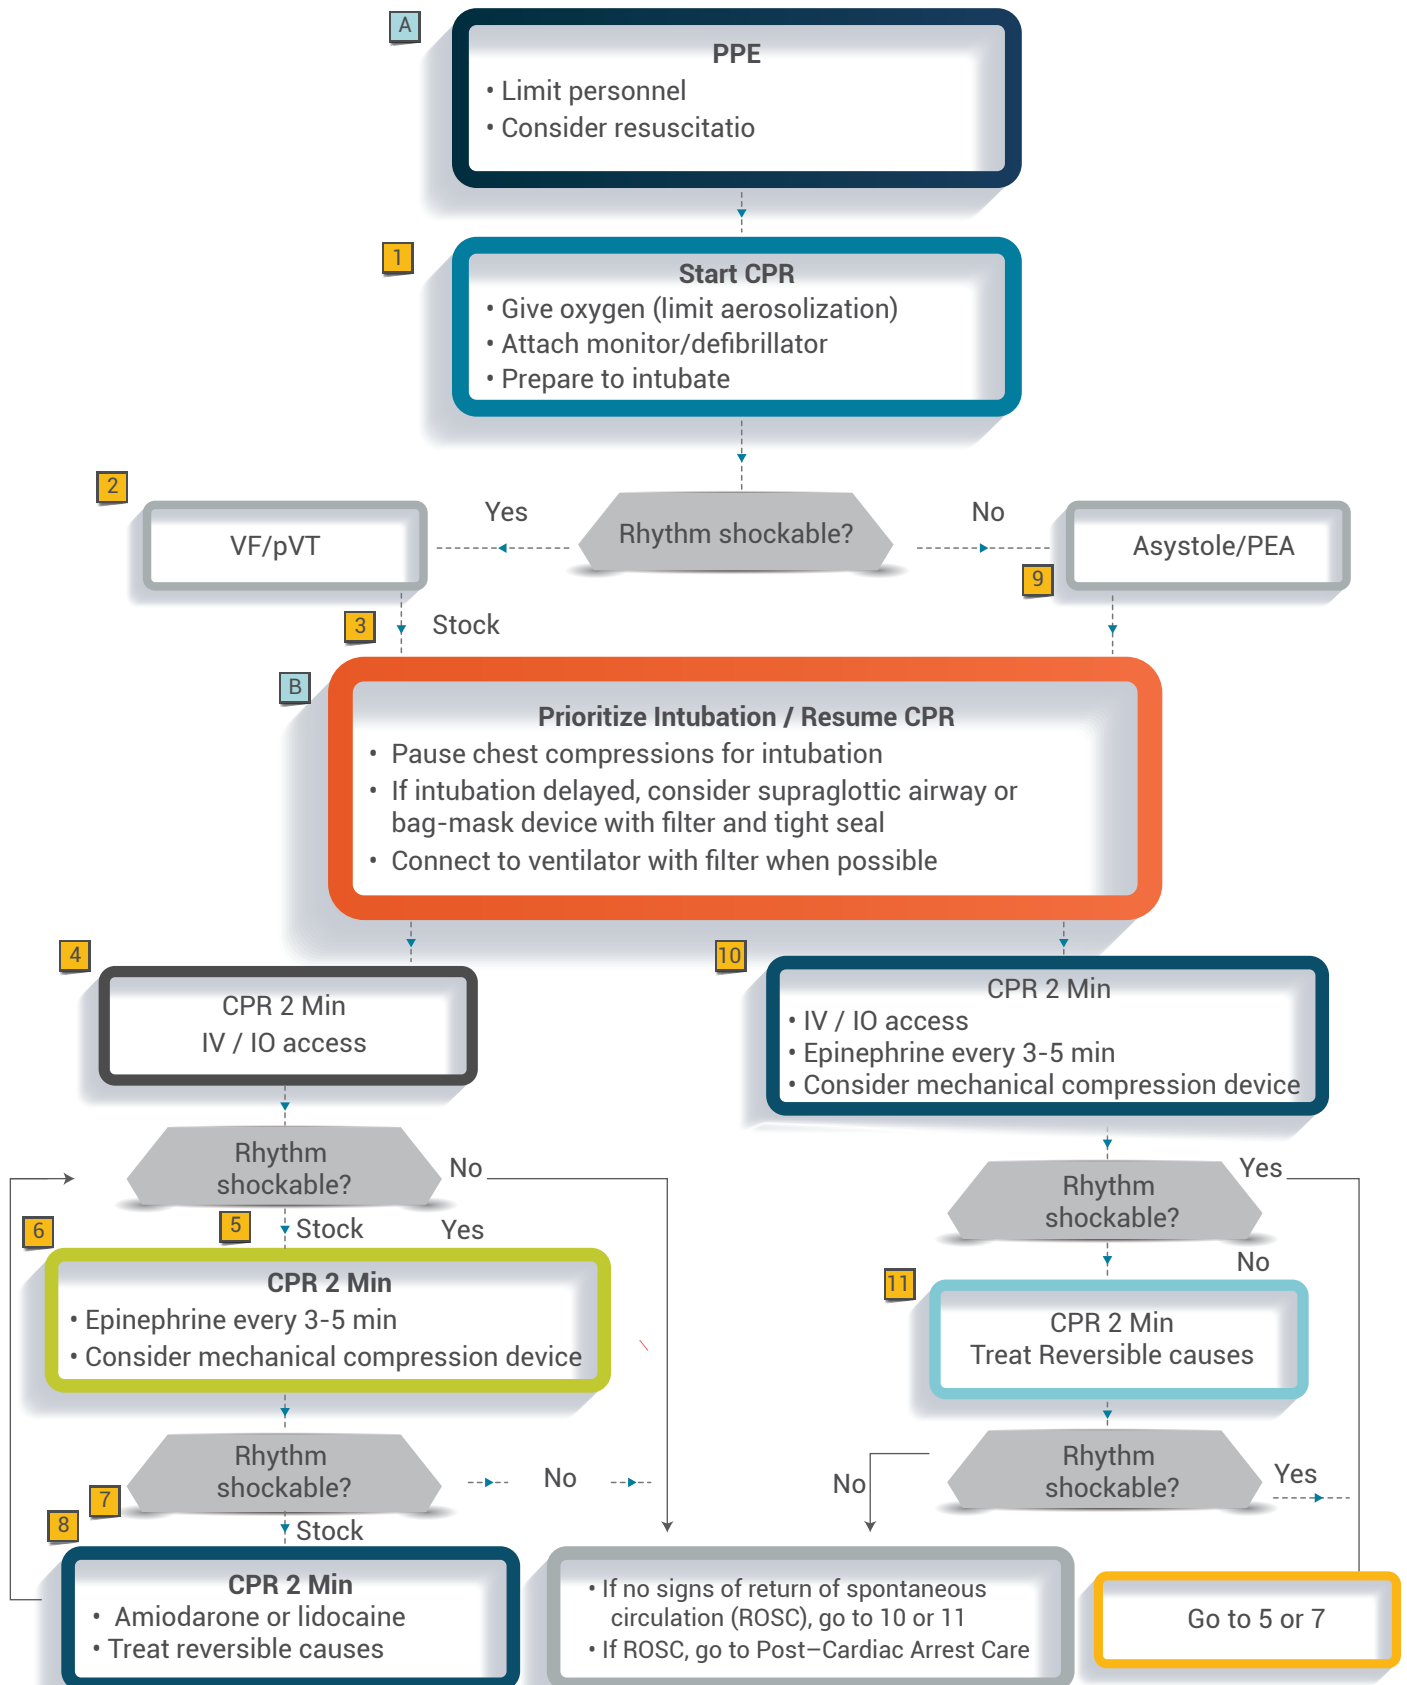 A
PPE
• Limit personnel
• Consider resuscitatio
1
Start CPR
• Give oxygen (limit aerosolization)
• Attach monitor/defibrillator
• Prepare to intubate
2
VF/pVT
Yes
Rhythm shockable?
No
Asystole/PEA
9
3
Stock
B
Prioritize Intubation / Resume CPR
• Pause chest compressions for intubation
• If intubation delayed, consider supraglottic airway or
bag-mask device with filter and tight seal
• Connect to ventilator with filter when possible
4
CPR 2 Min
IV / IO access
10
CPR 2 Min
• IV / IO access
• Epinephrine every 3-5 min
• Consider mechanical compression device
Rhythm
shockable?
No
Rhythm
shockable?
Yes
No
5
Stock
Yes
6
CPR 2 Min
• Epinephrine every 3-5 min
• Consider mechanical compression device
11
CPR 2 Min
Treat Reversible causes
Rhythm
shockable?
No
Rhythm
shockable?
No
Yes
7
Stock
8
CPR 2 Min
• Amiodarone or lidocaine
• Treat reversible causes
• If no signs of return of spontaneous
circulation (ROSC), go to 10 or 11
• If ROSC, go to Post–Cardiac Arrest Care
Go to 5 or 7